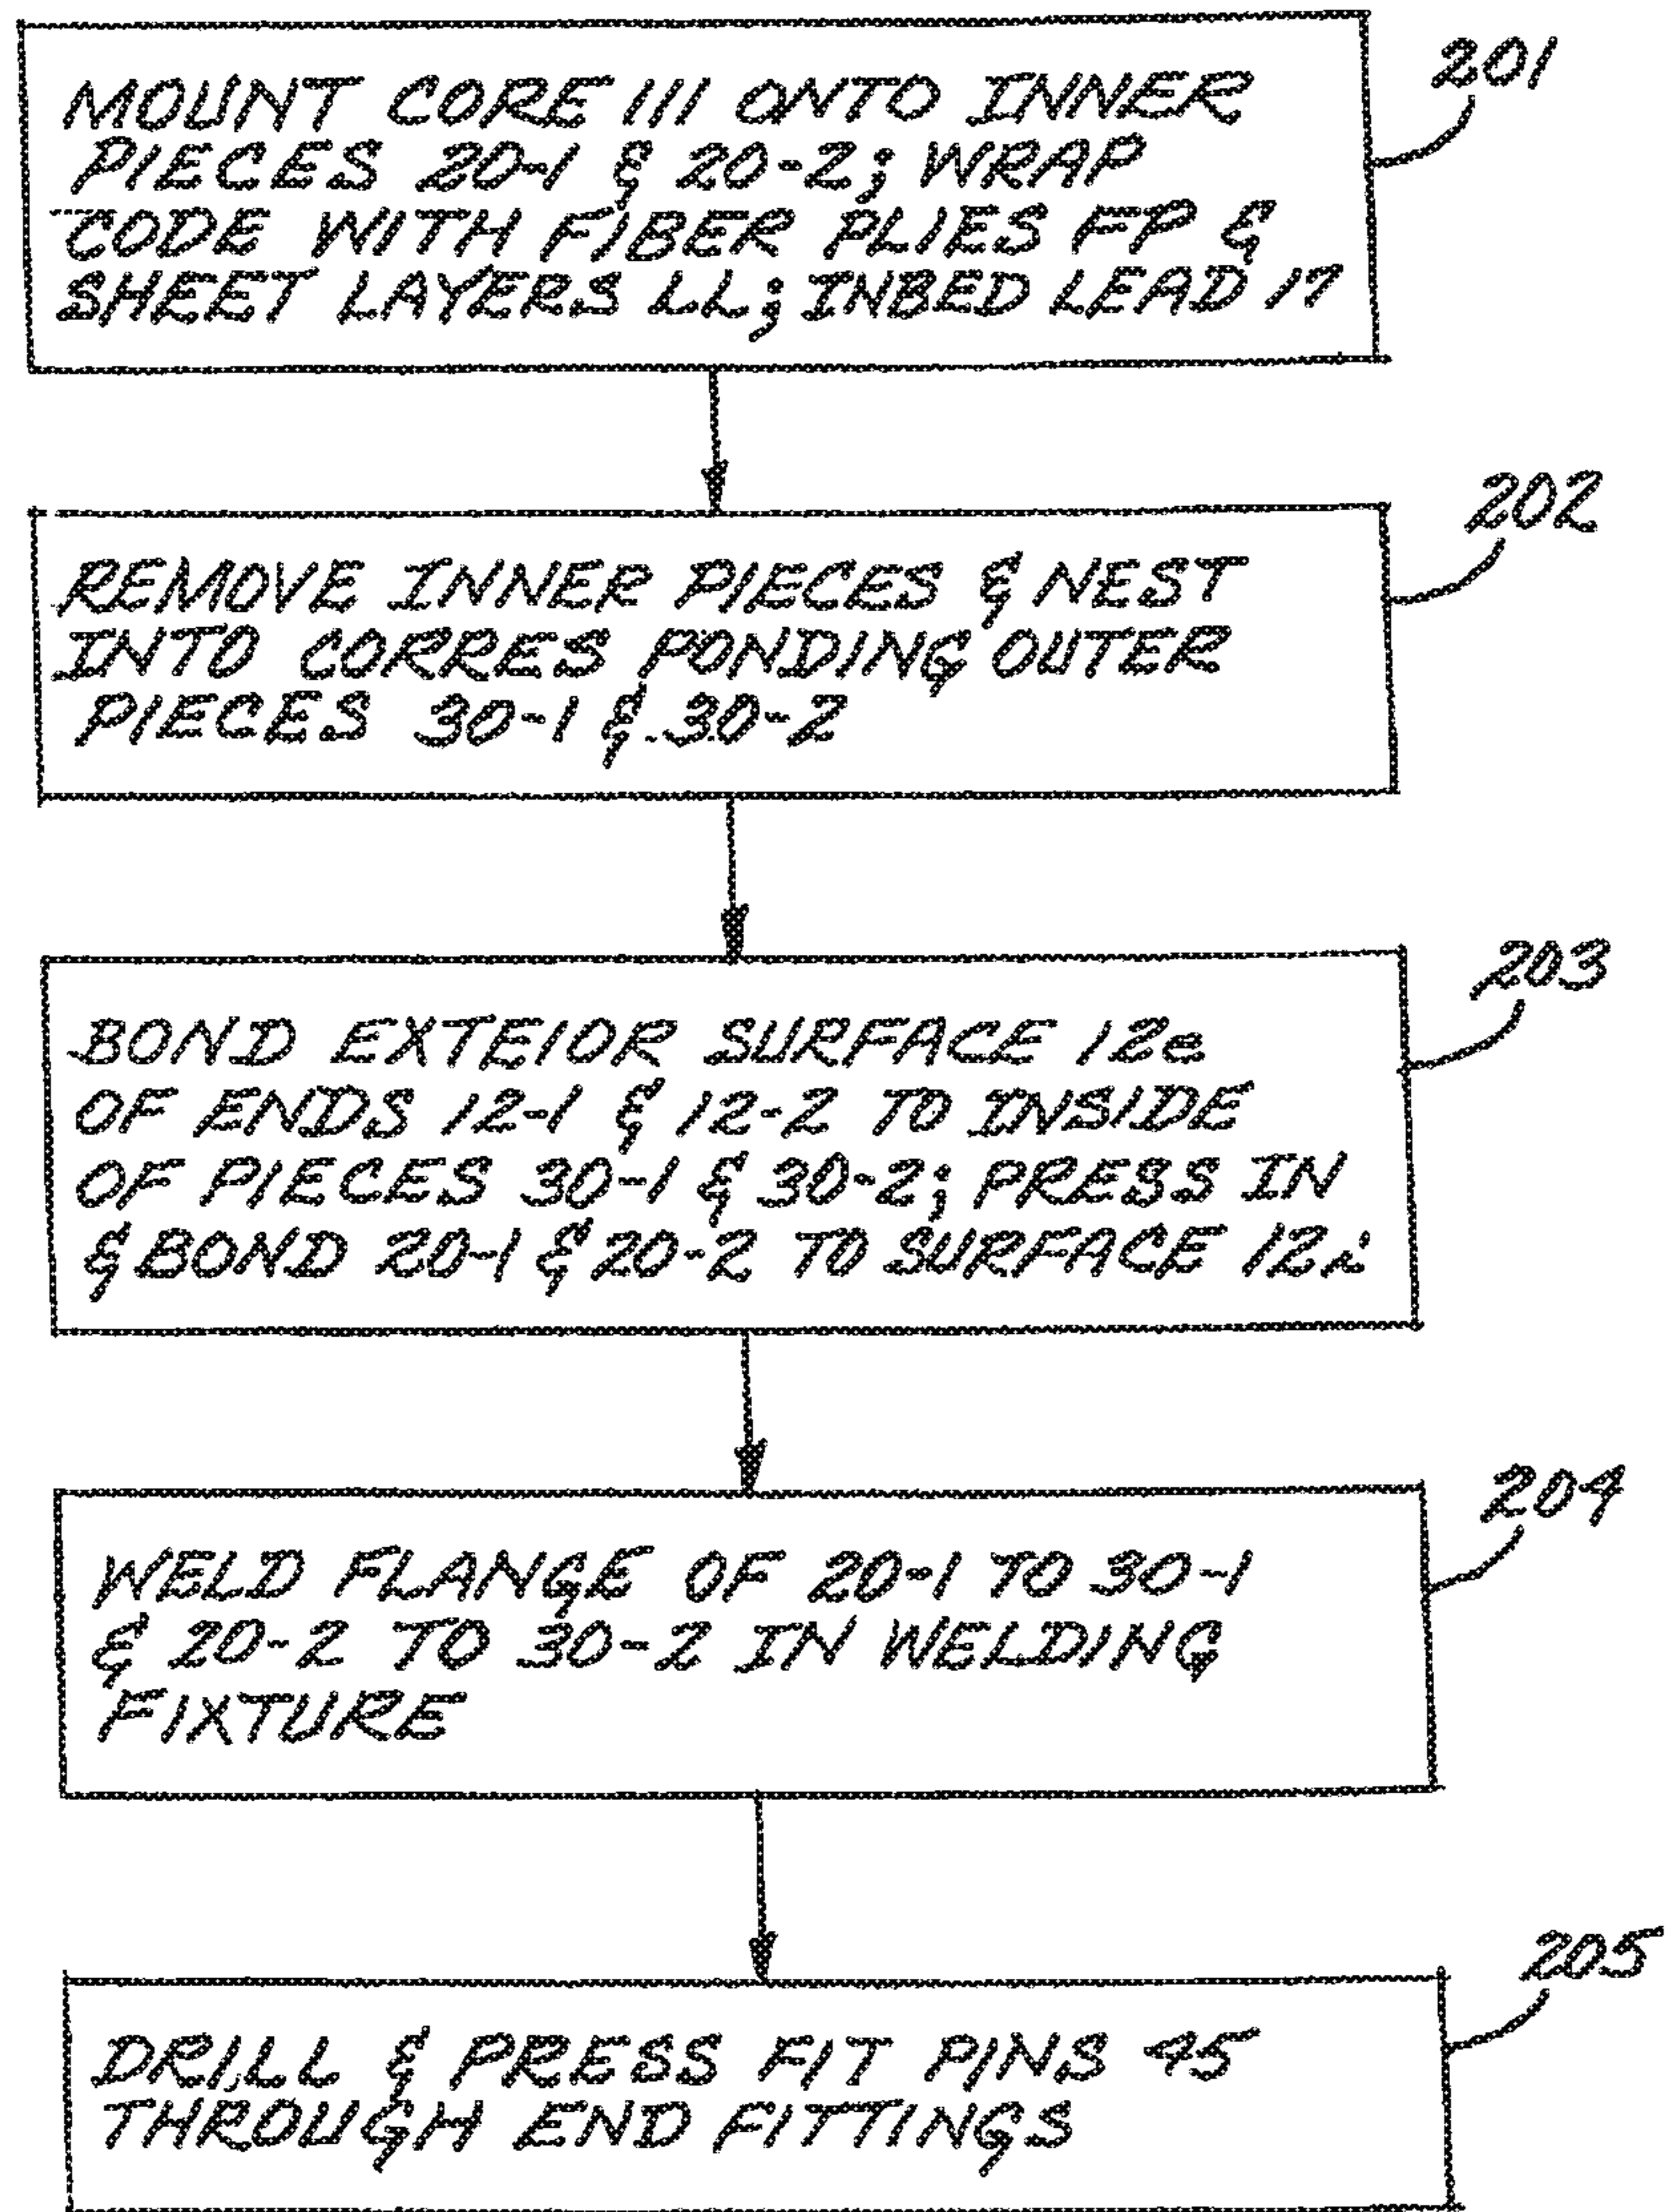 MOUNT CORE 111 ONTO INNER
PIECES 20-1 & 20-2; WRAP
CODE WITH FIBER PLIES FP &
SHEET LAYERS LL; INBED LEAD 17
201
REMOVE INNER PIECES & NEST
INTO CORRES PONDING OUTER
PIECES 30-1 & 30-2
202
BOND EXTEIOR SURFACE 12e
OF ENDS 12-1 & 12-2 TO INSIDE
OF PIECES 30-1 & 30-2; PRESS IN
& BOND 20-1 & 20-2 TO SURFACE 12i
203
WELD FLANGE OF 20-1 TO 30-1
& 20-2 TO 30-2 IN WELDING
FIXTURE
204
DRILL & PRESS FIT PINS 45
THROUGH END FITTINGS
205